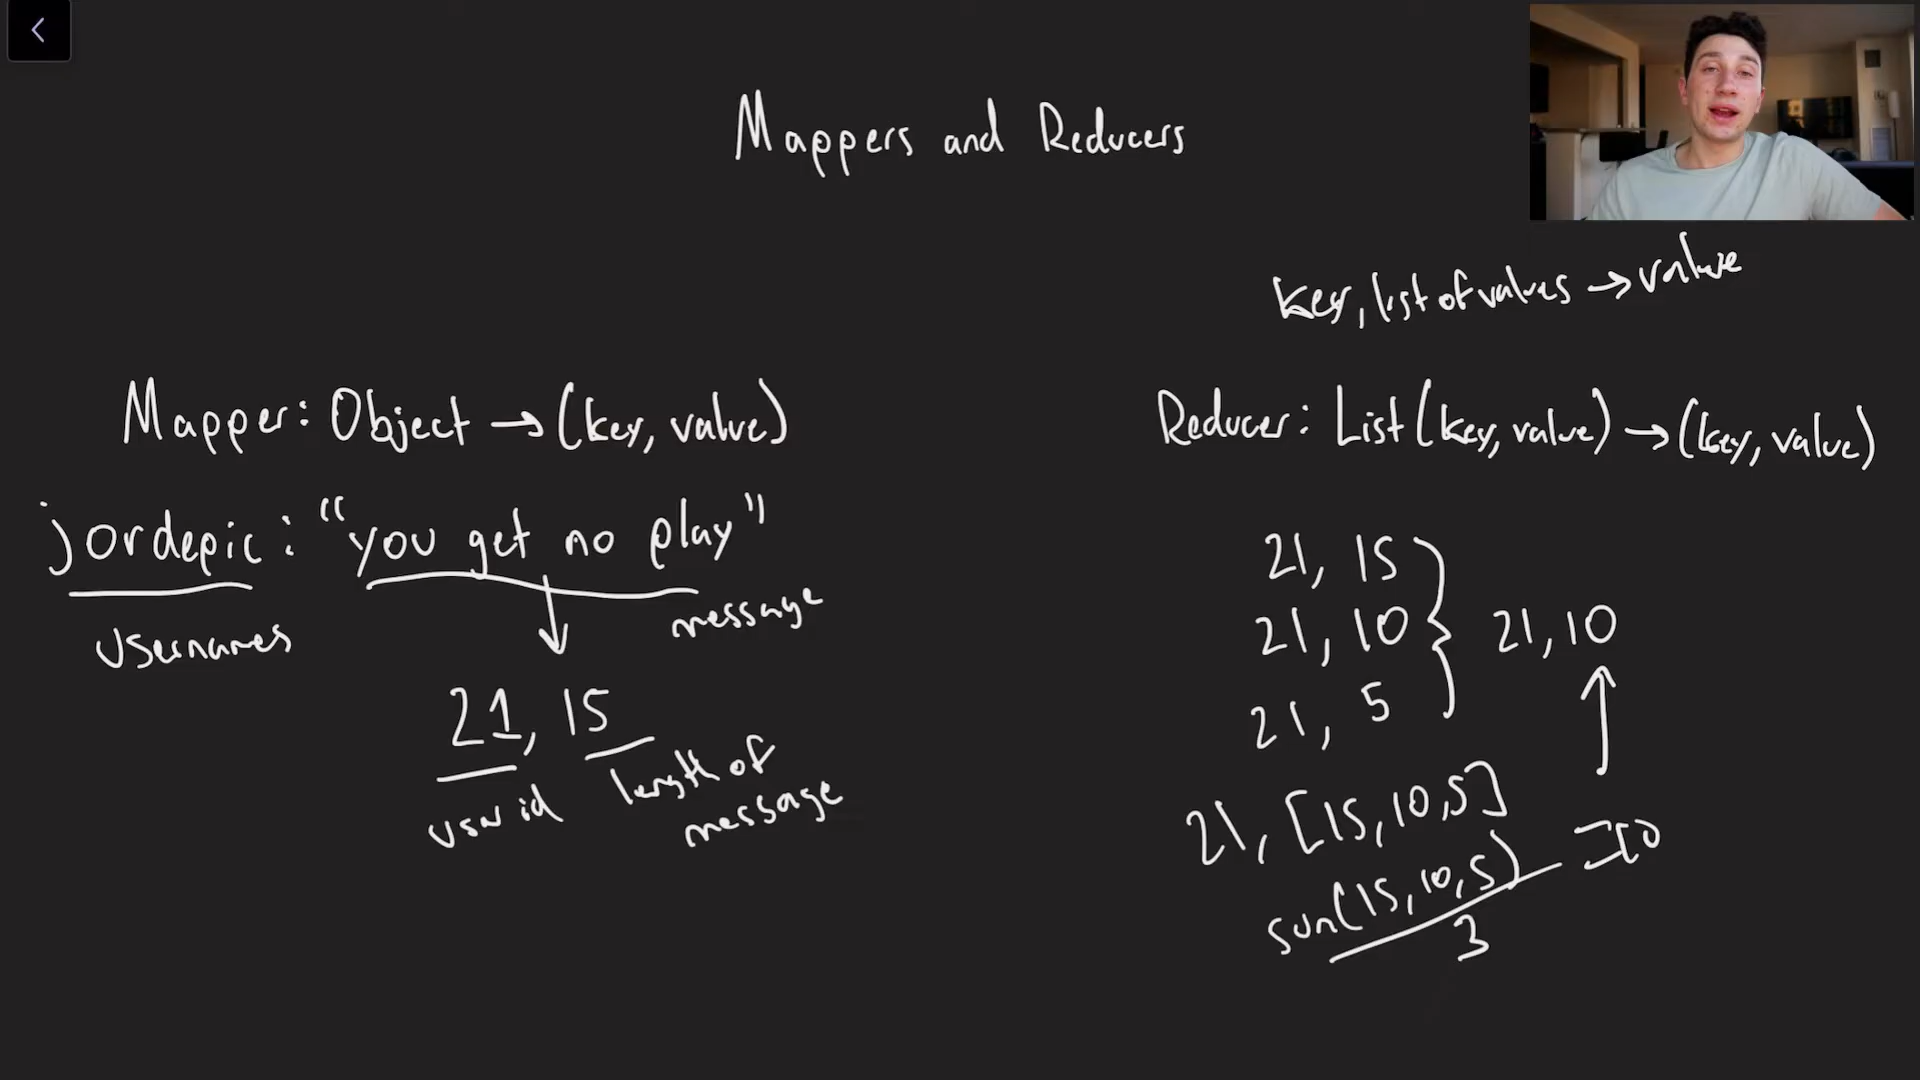 Mappers and Reducers
key, list of values → value
Mapper: Object → (key, value)
Reducer: List (key, value) → (key, value)
jordepic: "you get no play"
usernames
message
21, 15
user id
length of
message
21, 15
21, 10
21, 5
21, 10
21, [15, 10, 5]
sum(15, 10, 5)
3
= 10